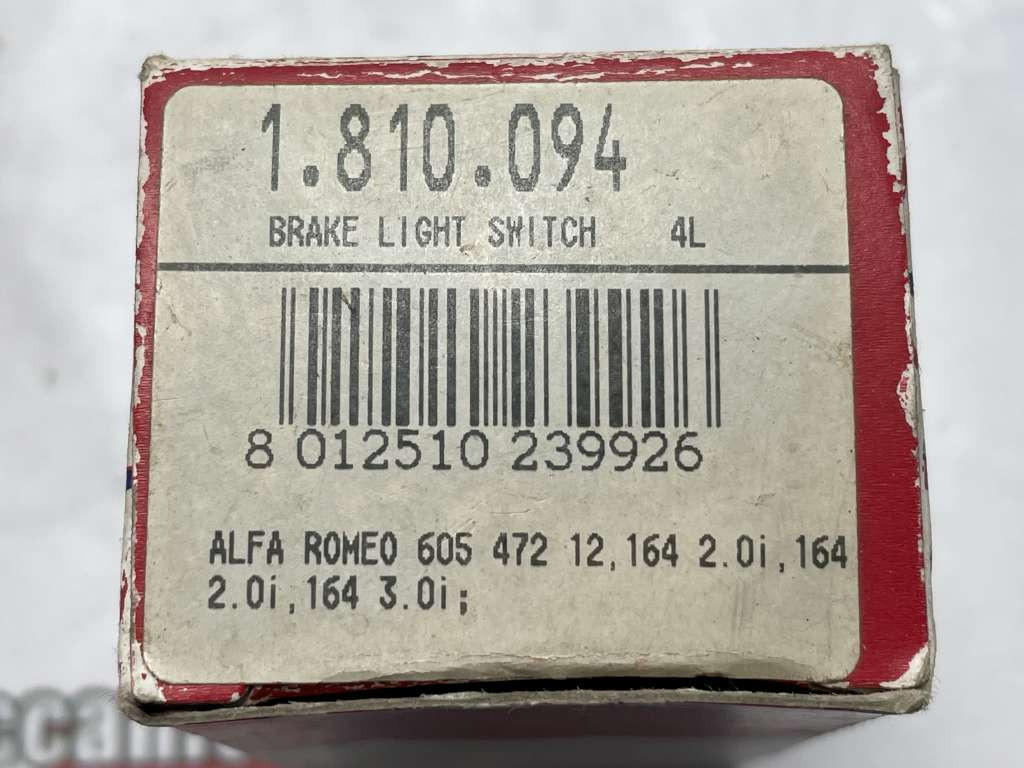 1.810.094
BRAKE LIGHT SWITCH 4L
8 012510 239926
ALFA ROMEO 605 472 12,164 2.0i,164
2.0i,164 3.0i;